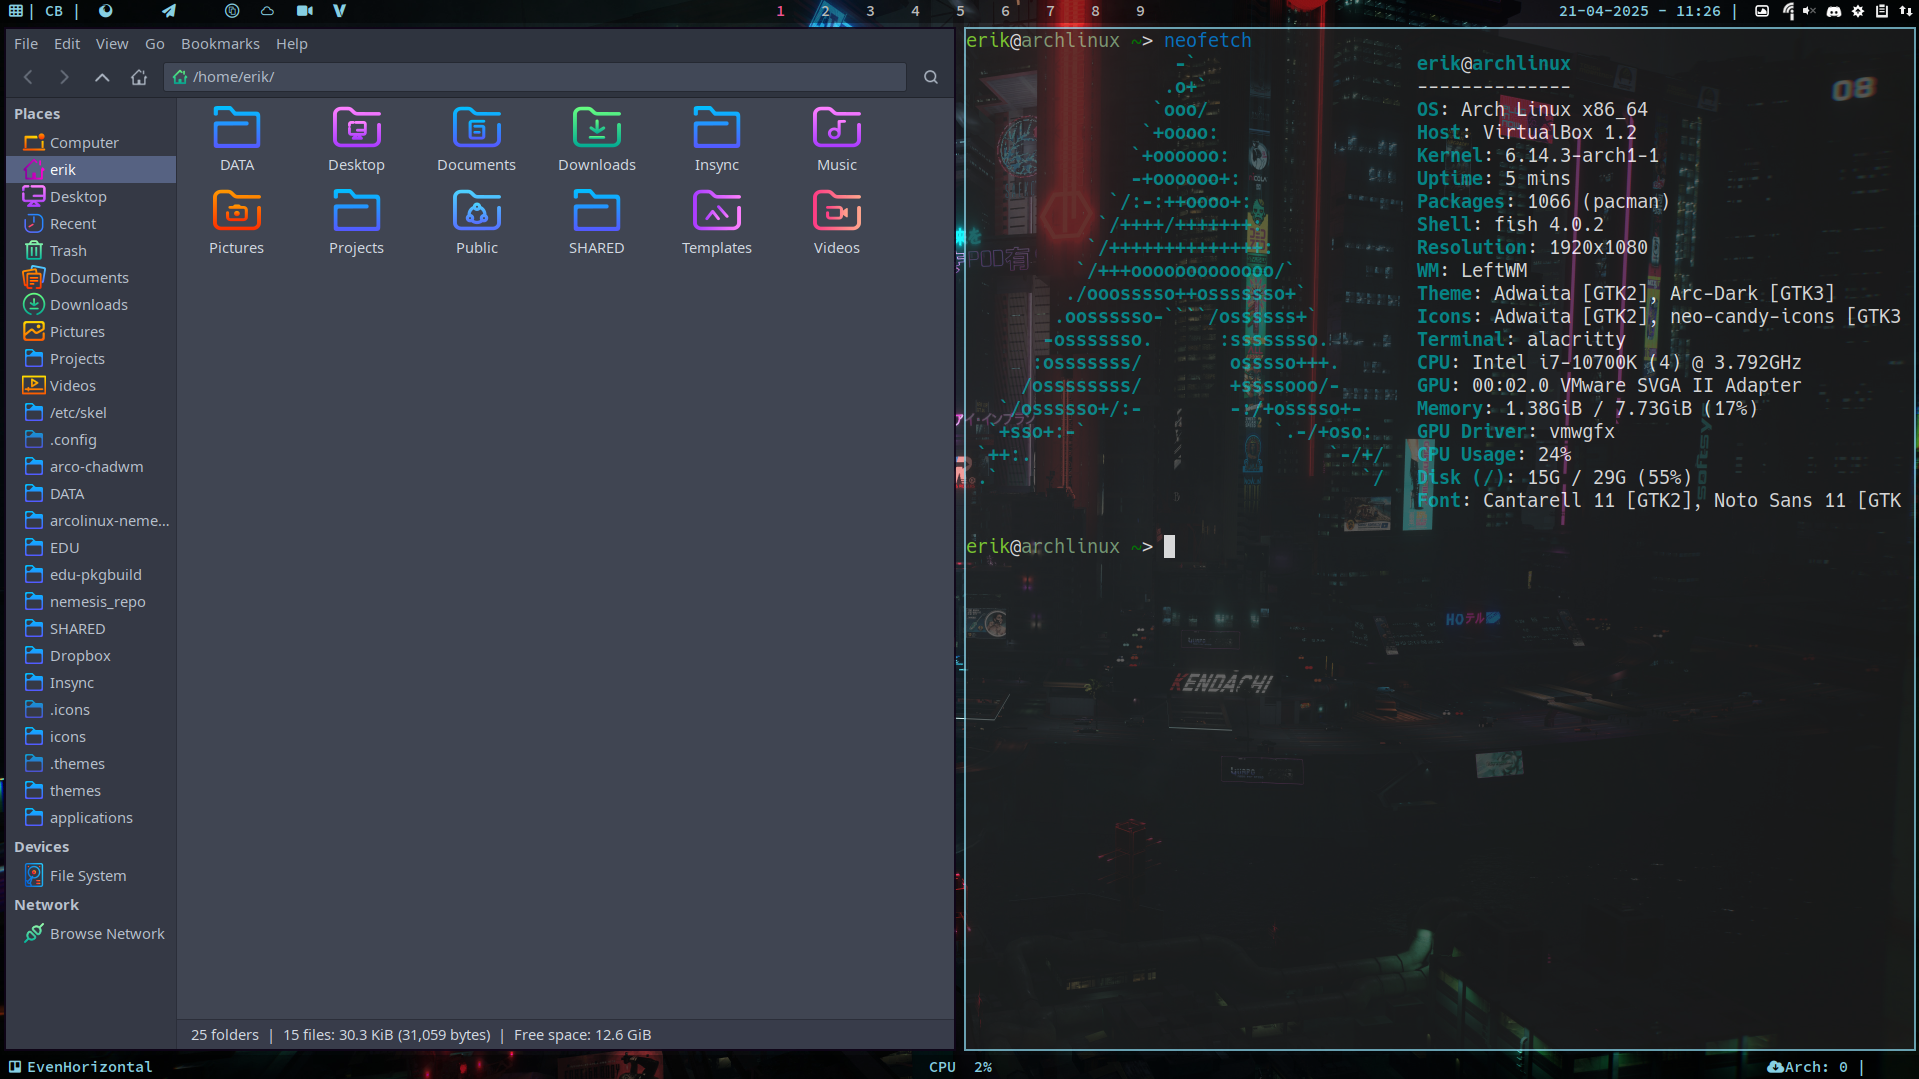 CB
1 2 3 4 5 6 7 8 9
21-04-2025 - 11:26
File Edit View Go Bookmarks Help
/home/erik/
Places
Computer
erik
Desktop
Recent
Trash
Documents
Downloads
Pictures
Projects
Videos
/etc/skel
.config
arco-chadwm
DATA
arcolinux-neme...
EDU
edu-pkgbuild
nemesis_repo
SHARED
Dropbox
Insync
.icons
icons
.themes
themes
applications
Devices
File System
Network
Browse Network
DATA Desktop Documents Downloads Insync Music
Pictures Projects Public SHARED Templates Videos
25 folders | 15 files: 30.3 KiB (31,059 bytes) | Free space: 12.6 GiB
erik@archlinux ~> neofetch
erik@archlinux
--------------
OS: Arch Linux x86_64
Host: VirtualBox 1.2
Kernel: 6.14.3-arch1-1
Uptime: 5 mins
Packages: 1066 (pacman)
Shell: fish 4.0.2
Resolution: 1920x1080
WM: LeftWM
Theme: Adwaita [GTK2], Arc-Dark [GTK3]
Icons: Adwaita [GTK2], neo-candy-icons [GTK3
Terminal: alacritty
CPU: Intel i7-10700K (4) @ 3.792GHz
GPU: 00:02.0 VMware SVGA II Adapter
Memory: 1.38GiB / 7.73GiB (17%)
GPU Driver: vmwgfx
CPU Usage: 24%
Disk (/): 15G / 29G (55%)
Font: Cantarell 11 [GTK2], Noto Sans 11 [GTK
erik@archlinux ~>
08
HOテル
KENDACHI
EvenHorizontal
CPU 2%
Arch: 0 |